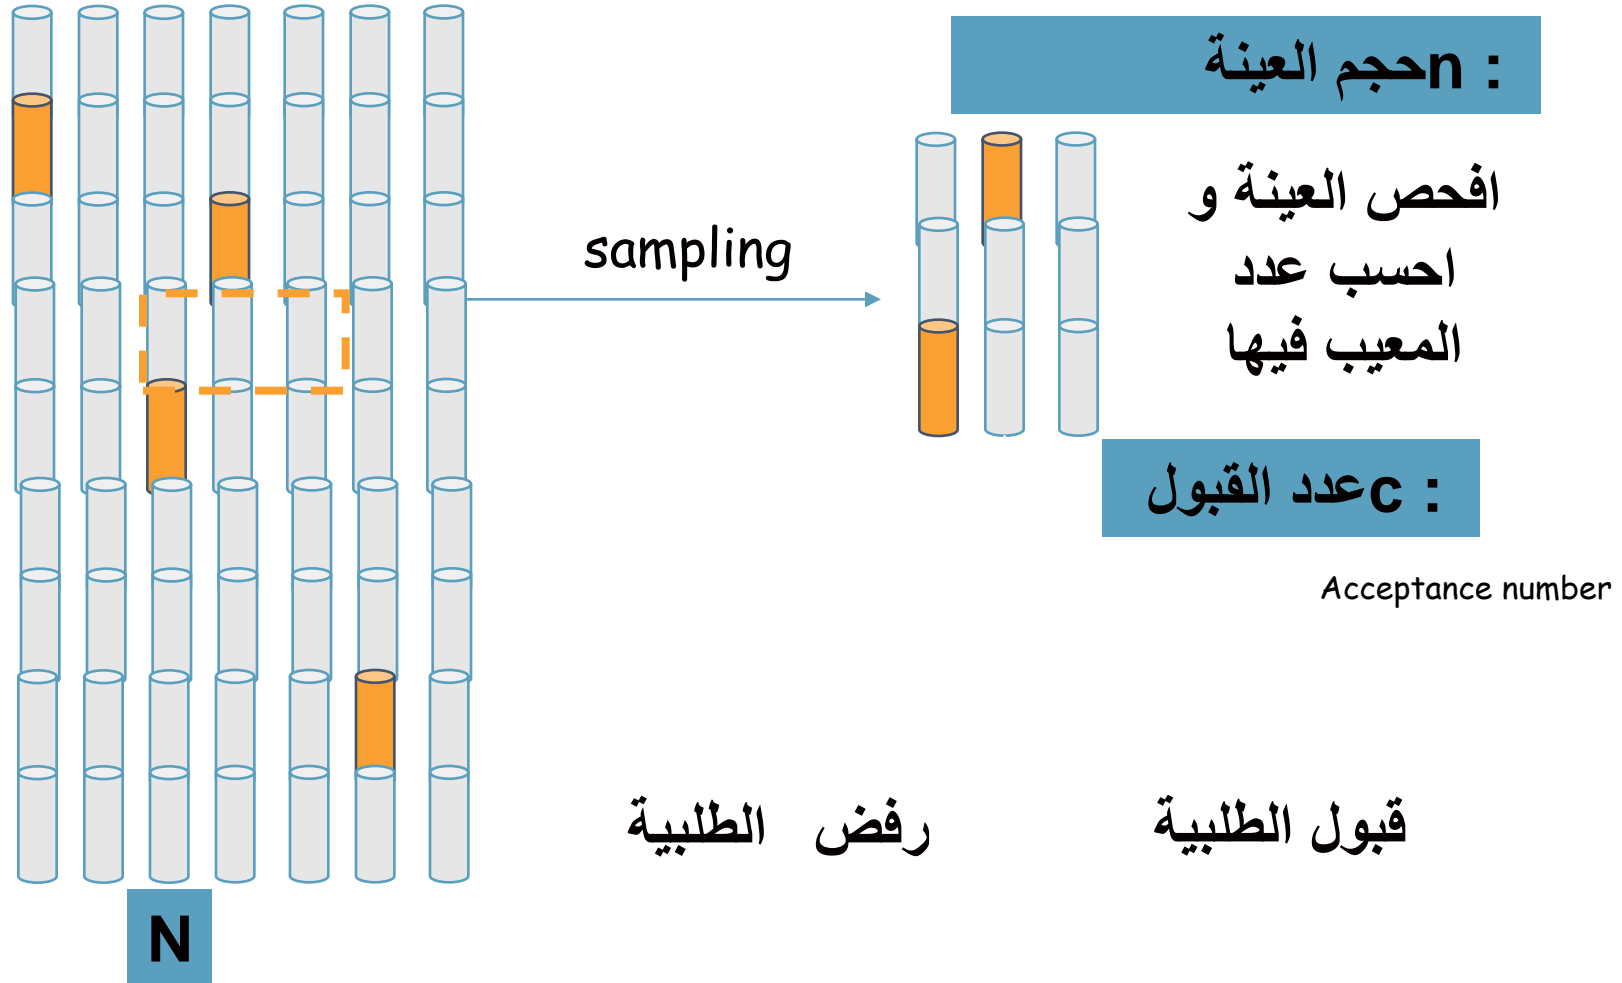 n : حجم العينة
افحص العينة و
احسب عدد
المعيب فيها
sampling
c : عدد القبول
Acceptance number
قبول الطلبية
رفض الطلبية
N